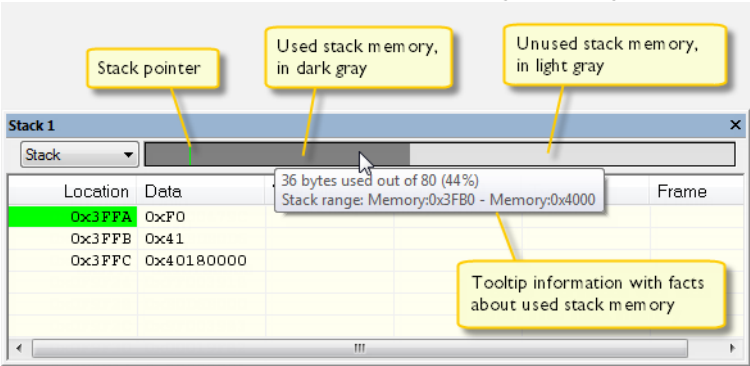 Stack pointer
Used stack memory,
in dark gray
Unused stack memory,
in light gray
Stack 1
Stack
36 bytes used out of 80 (44%)
Stack range: Memory:0x3FB0 - Memory:0x4000
Location Data Frame
0x3FFA 0xF0
0x3FFB 0x41
0x3FFC 0x40180000
Tooltip information with facts
about used stack memory